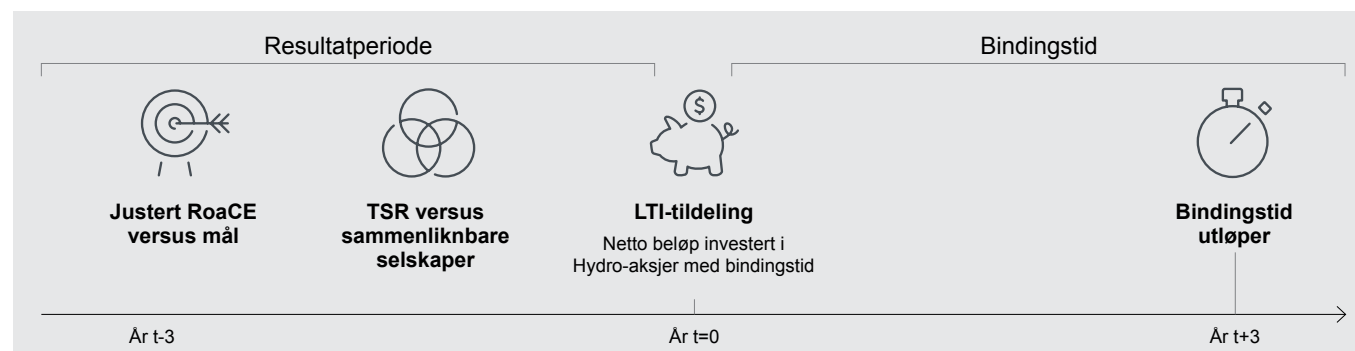 Resultatperiode
Bindingstid
$
Justert RoaCE
versus mål
TSR versus
sammenliknbare
selskaper
LTI-tildeling
Netto beløp investert i
Hydro-aksjer med bindingstid
Bindingstid
utløper
År t-3
År t=0
År t+3